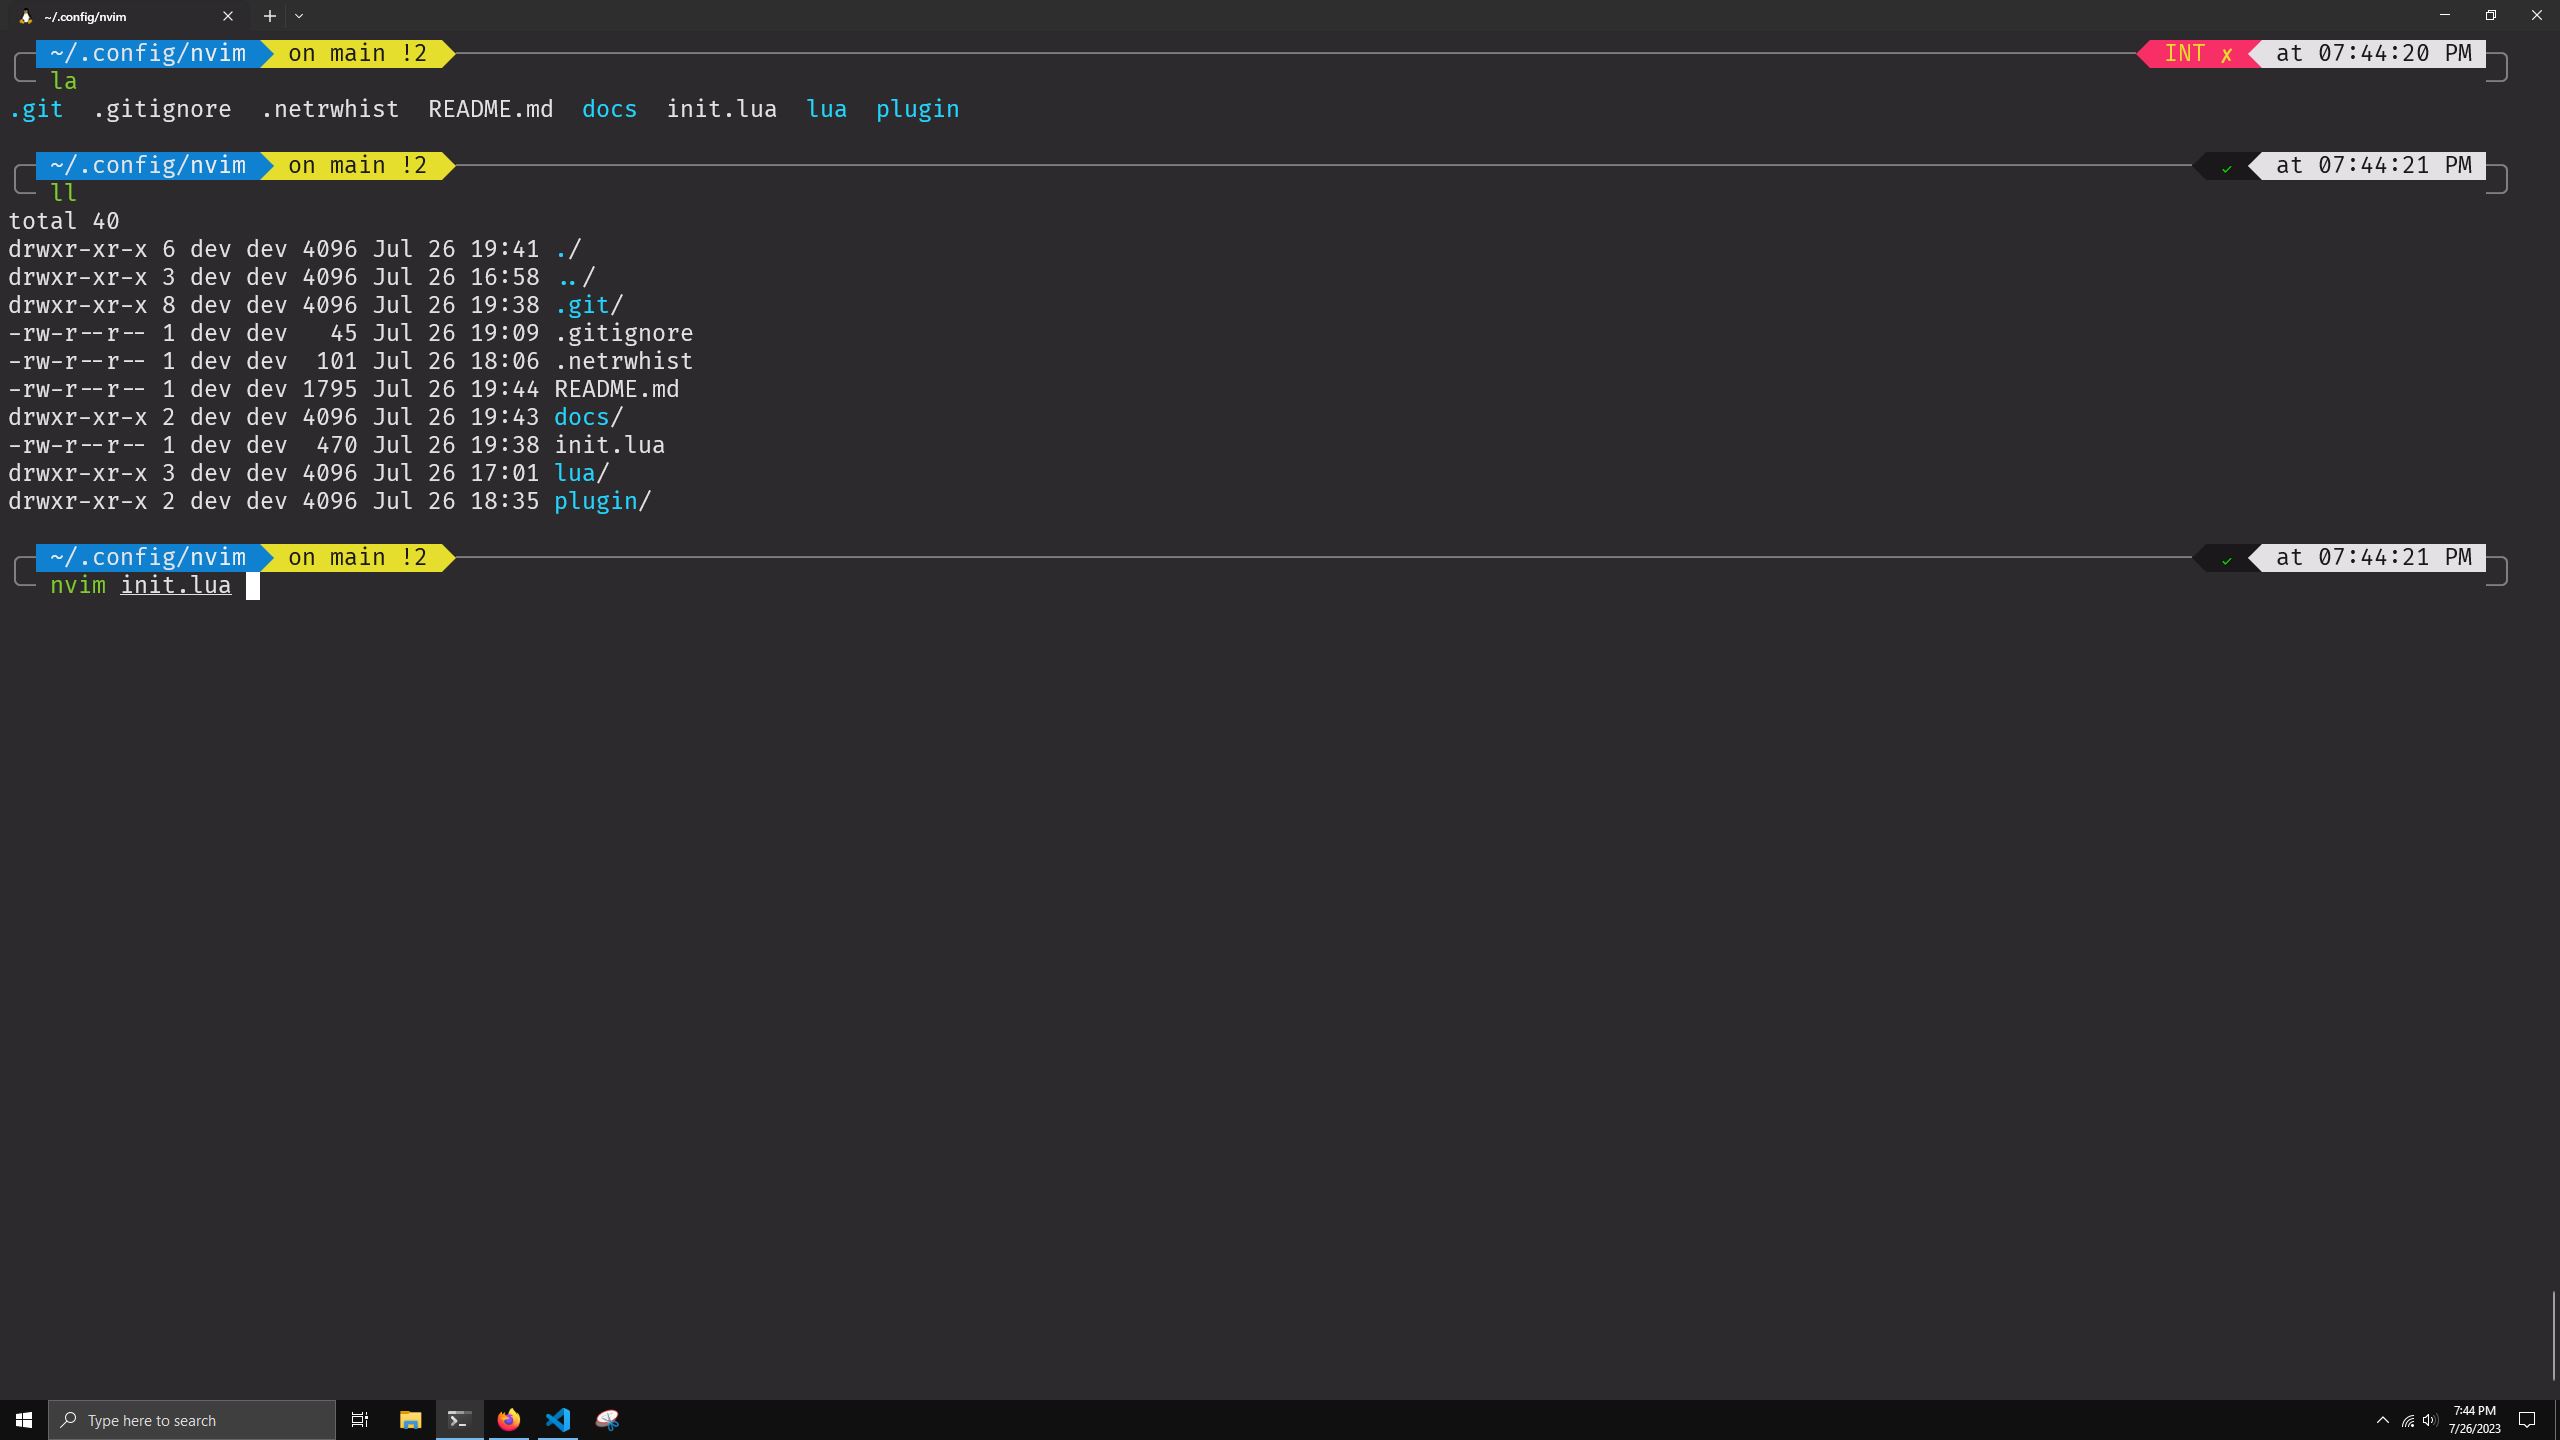 ~/.config/nvim
~/.config/nvim on main !2 INT ✗ at 07:44:20 PM
la
.git .gitignore .netrwhist README.md docs init.lua lua plugin
~/.config/nvim on main !2 ✓ at 07:44:21 PM
ll
total 40
drwxr-xr-x 6 dev dev 4096 Jul 26 19:41 ./
drwxr-xr-x 3 dev dev 4096 Jul 26 16:58 ../
drwxr-xr-x 8 dev dev 4096 Jul 26 19:38 .git/
-rw-r--r-- 1 dev dev   45 Jul 26 19:09 .gitignore
-rw-r--r-- 1 dev dev  101 Jul 26 18:06 .netrwhist
-rw-r--r-- 1 dev dev 1795 Jul 26 19:44 README.md
drwxr-xr-x 2 dev dev 4096 Jul 26 19:43 docs/
-rw-r--r-- 1 dev dev  470 Jul 26 19:38 init.lua
drwxr-xr-x 3 dev dev 4096 Jul 26 17:01 lua/
drwxr-xr-x 2 dev dev 4096 Jul 26 18:35 plugin/
~/.config/nvim on main !2 ✓ at 07:44:21 PM
nvim init.lua
Type here to search
7:44 PM
7/26/2023